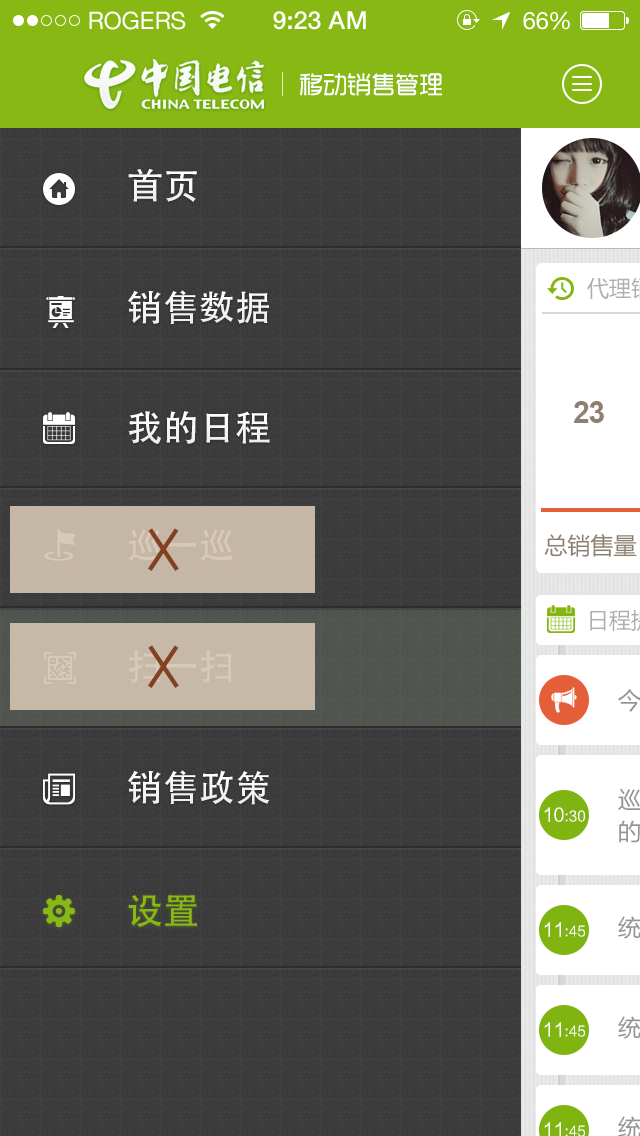 ROGERS 9:23 AM 66%
中国电信 CHINA TELECOM 移动销售管理
首页
销售数据
我的日程
巡一巡
扫一扫
销售政策
设置
代理销
23
总销售量
日程提
今
10:30 巡
的
11:45 统
11:45 统
11:45 统